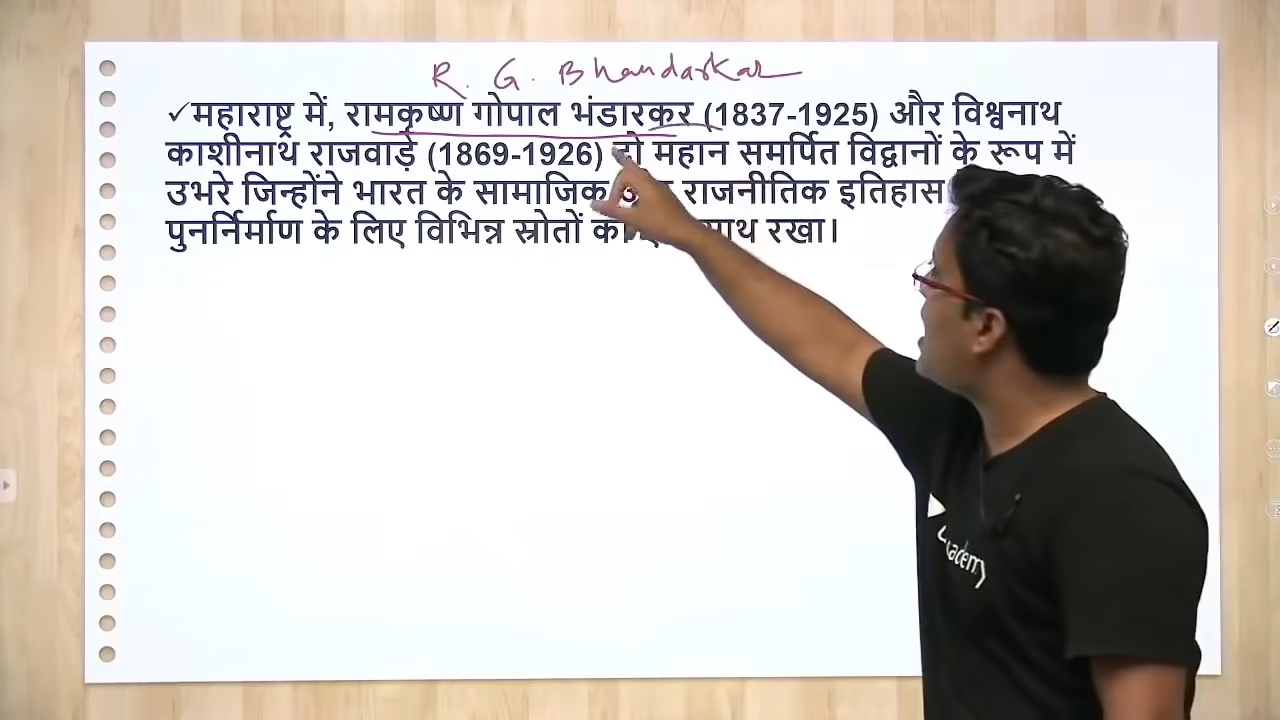 R. G. Bhandarkar
✓महाराष्ट्र में, रामकृष्ण गोपाल भंडारकर (1837-1925) और विश्वनाथ
काशीनाथ राजवाड़े (1869-1926) दो महान समर्पित विद्वानों के रूप में
उभरे जिन्होंने भारत के सामाजिक राजनीतिक इतिहास
पुनर्निर्माण के लिए विभिन्न स्रोतों रखा।